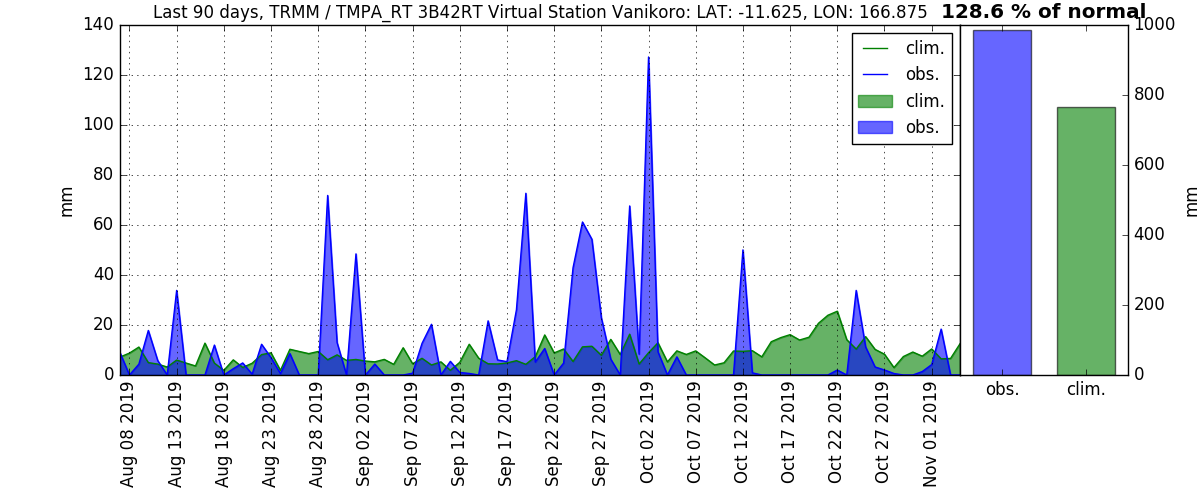 Last 90 days, TRMM / TMPA_RT 3B42RT Virtual Station Vanikoro: LAT: -11.625, LON: 166.875
128.6 % of normal
140
120
100
80
60
40
20
0
mm
clim.
obs.
clim.
obs.
Aug 08 2019
Aug 13 2019
Aug 18 2019
Aug 23 2019
Aug 28 2019
Sep 02 2019
Sep 07 2019
Sep 12 2019
Sep 17 2019
Sep 22 2019
Sep 27 2019
Oct 02 2019
Oct 07 2019
Oct 12 2019
Oct 17 2019
Oct 22 2019
Oct 27 2019
Nov 01 2019
1000
800
600
400
200
0
mm
obs.
clim.